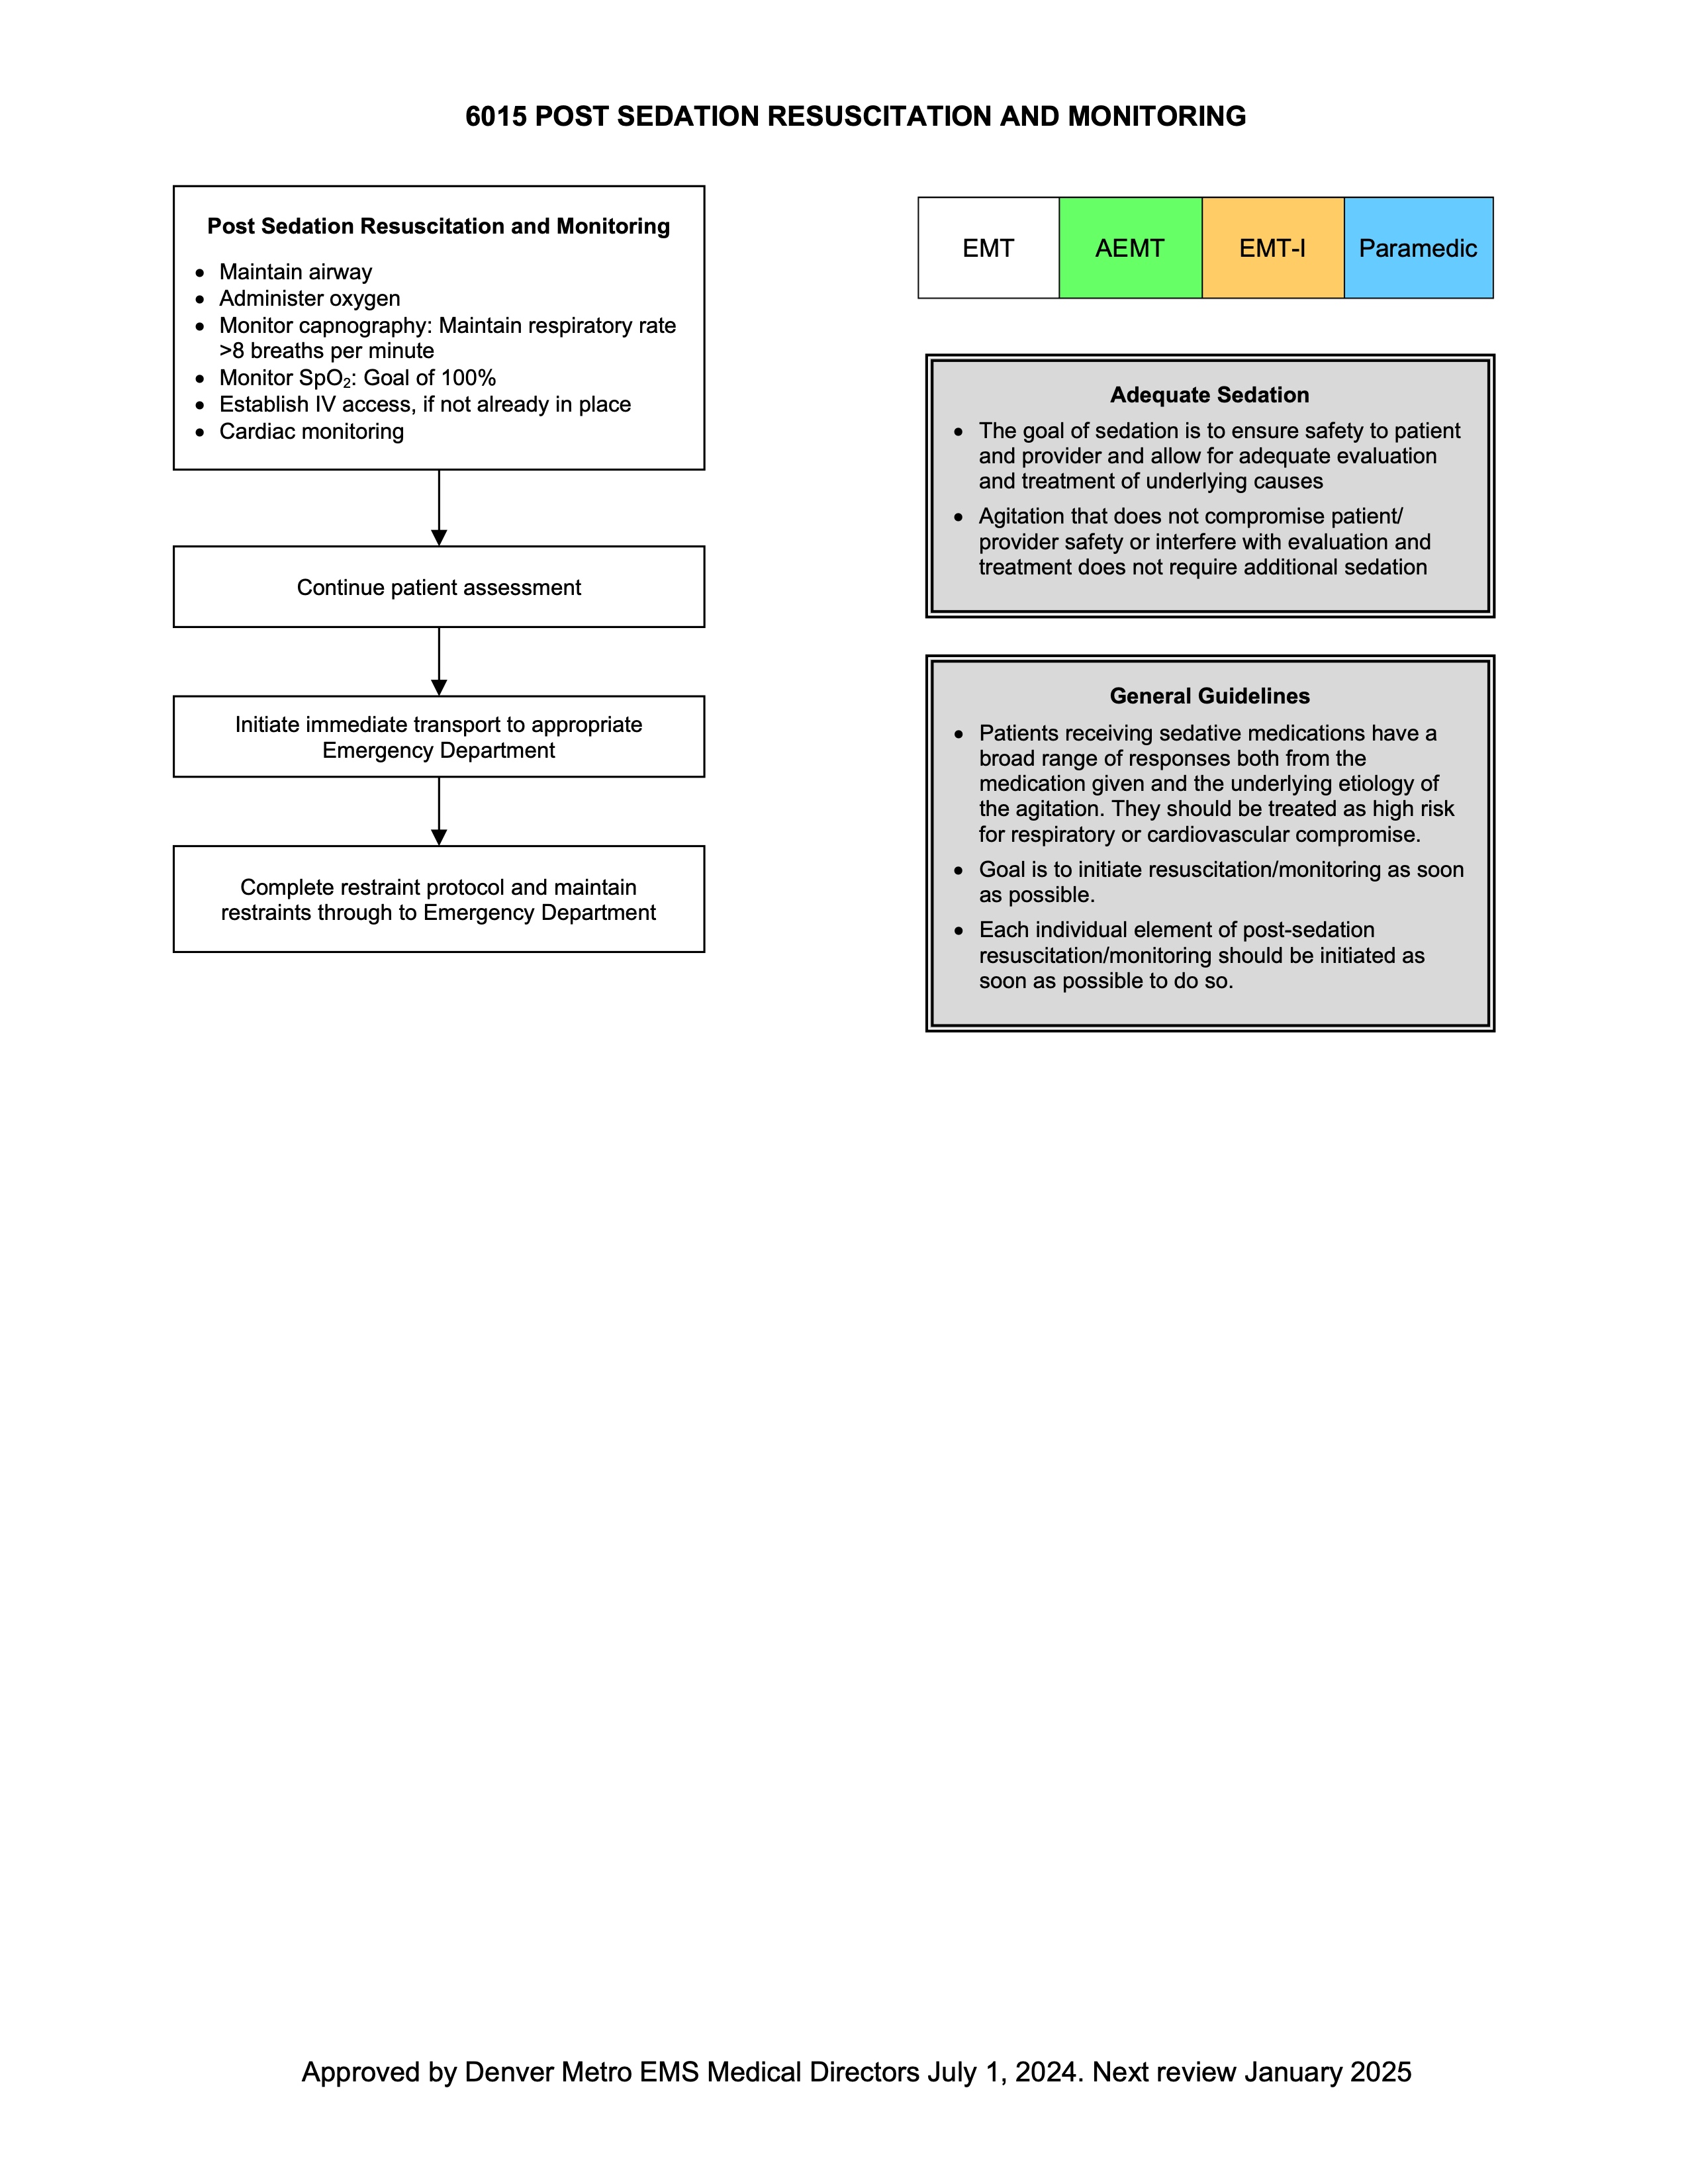 6015 POST SEDATION RESUSCITATION AND MONITORING
Post Sedation Resuscitation and Monitoring
• Maintain airway
• Administer oxygen
• Monitor capnography: Maintain respiratory rate
>8 breaths per minute
• Monitor SpO₂: Goal of 100%
• Establish IV access, if not already in place
• Cardiac monitoring
Continue patient assessment
Initiate immediate transport to appropriate
Emergency Department
Complete restraint protocol and maintain
restraints through to Emergency Department
EMT
AEMT
EMT-I
Paramedic
Adequate Sedation
• The goal of sedation is to ensure safety to patient
and provider and allow for adequate evaluation
and treatment of underlying causes
• Agitation that does not compromise patient/
provider safety or interfere with evaluation and
treatment does not require additional sedation
General Guidelines
• Patients receiving sedative medications have a
broad range of responses both from the
medication given and the underlying etiology of
the agitation. They should be treated as high risk
for respiratory or cardiovascular compromise.
• Goal is to initiate resuscitation/monitoring as soon
as possible.
• Each individual element of post-sedation
resuscitation/monitoring should be initiated as
soon as possible to do so.
Approved by Denver Metro EMS Medical Directors July 1, 2024. Next review January 2025